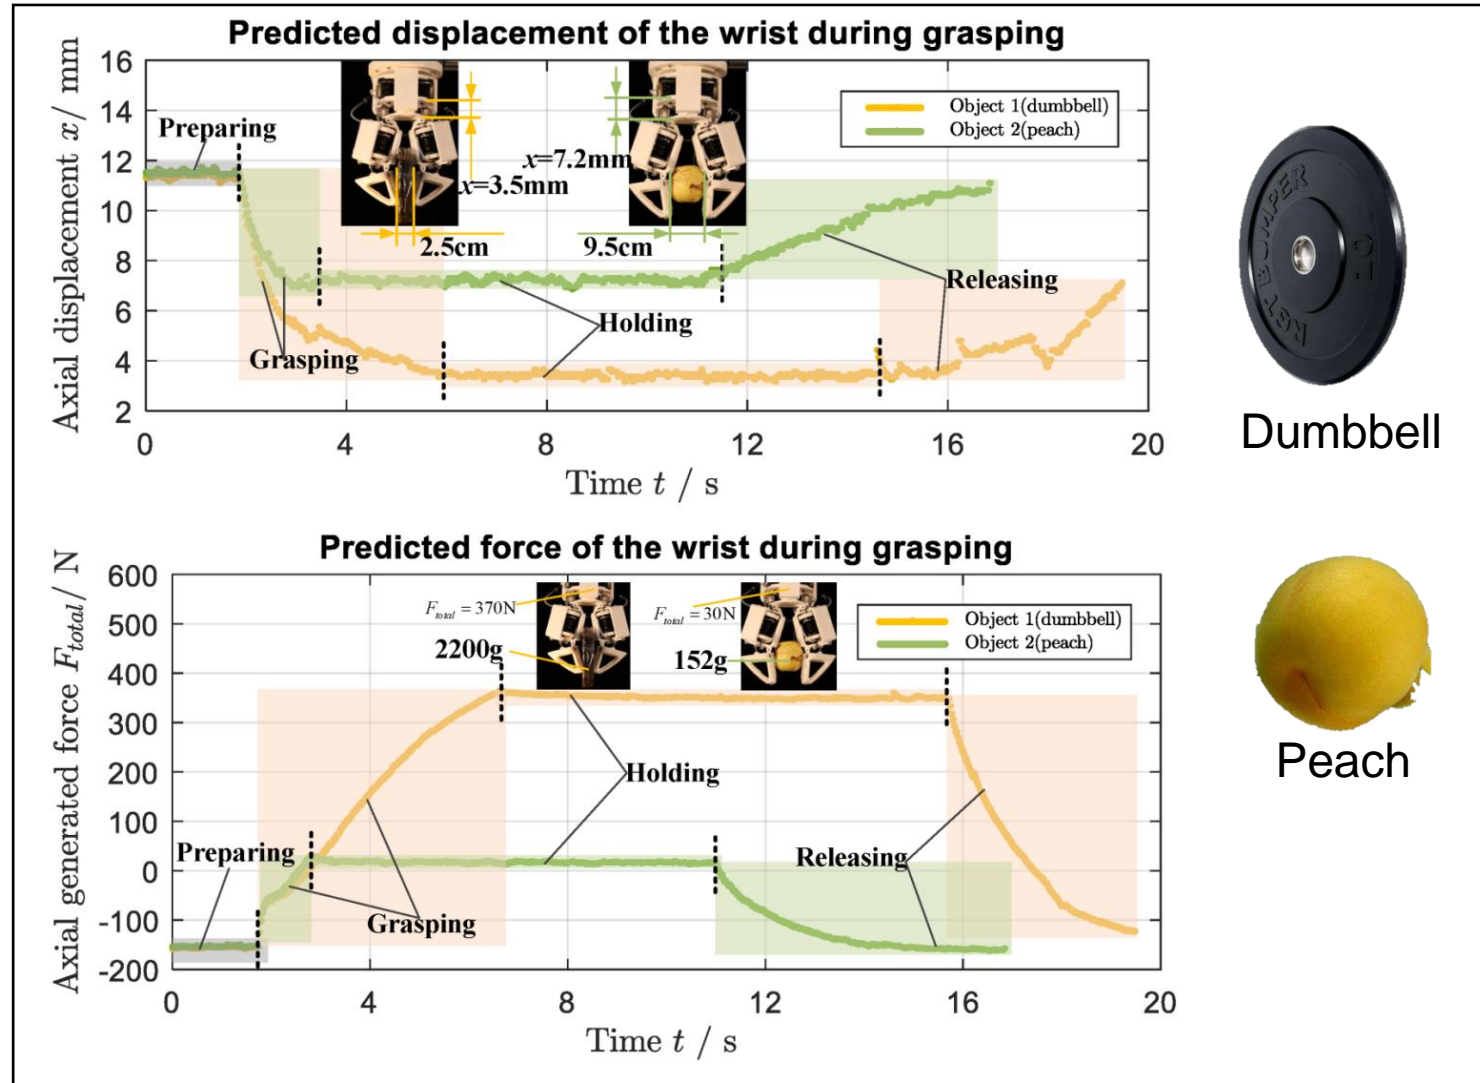 Predicted displacement of the wrist during grasping
Axial displacement x/ mm
16
14
12
10
8
6
4
2
0
4
8
12
16
20
Time t / s
Preparing
Grasping
Holding
Releasing
x=3.5mm
2.5cm
x=7.2mm
9.5cm
Object 1(dumbbell)
Object 2(peach)
RGT BUMPER
10
Dumbbell
Predicted force of the wrist during grasping
Axial generated force F_total/ N
600
500
400
300
200
100
0
-100
-200
0
4
8
12
16
20
Time t / s
Preparing
Grasping
Holding
Releasing
F_total = 370N
2200g
F_total = 30N
152g
Object 1(dumbbell)
Object 2(peach)
Peach